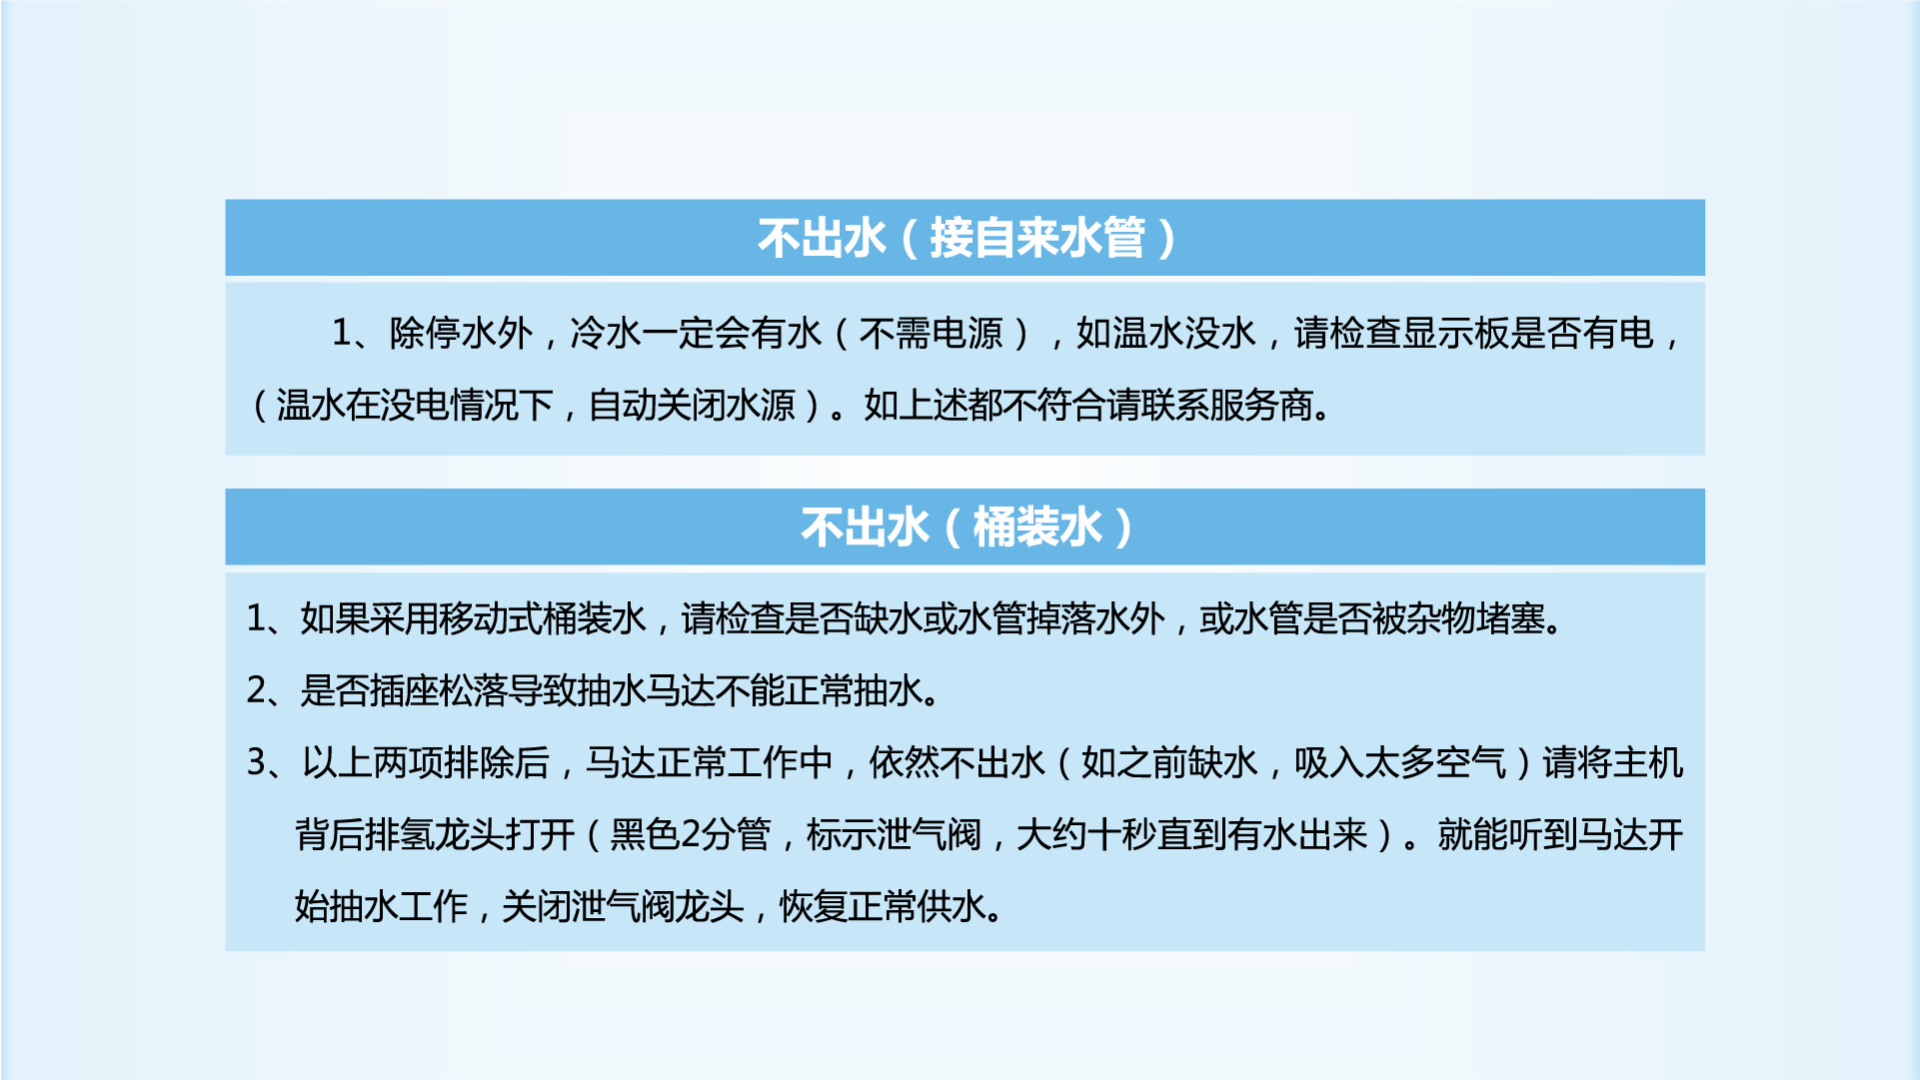 不出水（接自来水管）
1、除停水外，冷水一定会有水（不需电源），如温水没水，请检查显示板是否有电，
（温水在没电情况下，自动关闭水源）。如上述都不符合请联系服务商。
不出水（桶装水）
1、如果采用移动式桶装水，请检查是否缺水或水管掉落水外，或水管是否被杂物堵塞。
2、是否插座松落导致抽水马达不能正常抽水。
3、以上两项排除后，马达正常工作中，依然不出水（如之前缺水，吸入太多空气）请将主机
背后排氢龙头打开（黑色2分管，标示泄气阀，大约十秒直到有水出来）。就能听到马达开
始抽水工作，关闭泄气阀龙头，恢复正常供水。